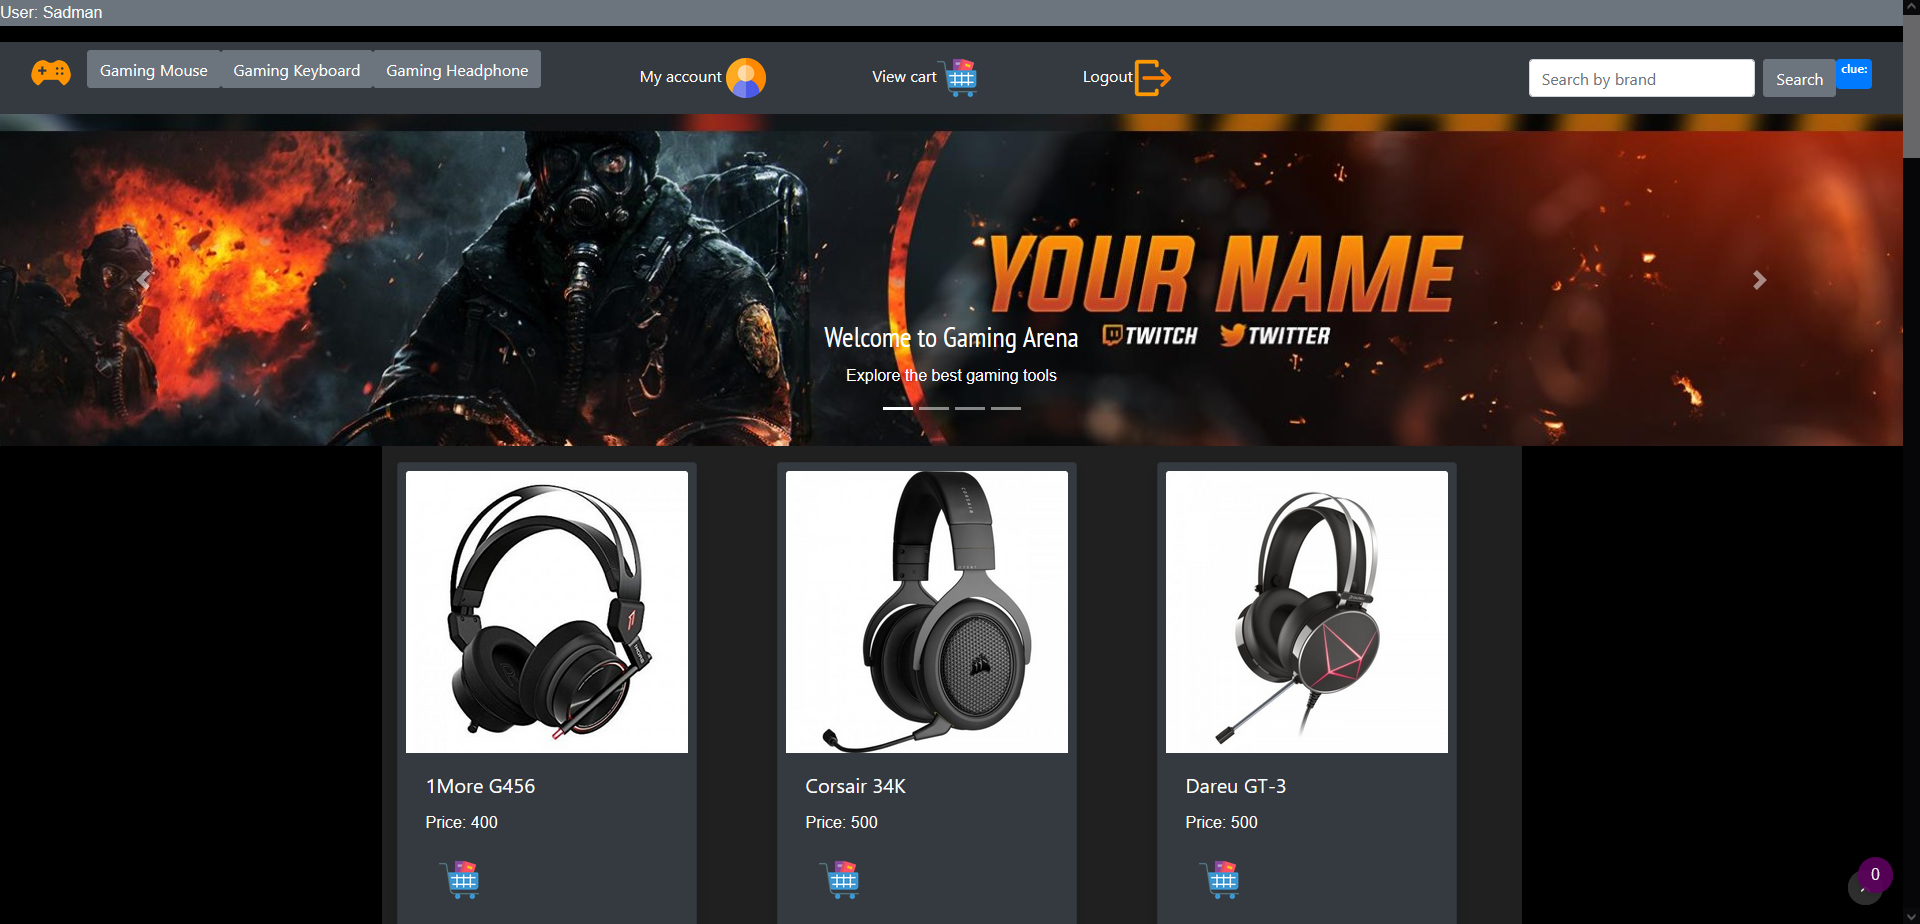 User: Sadman
Gaming Mouse Gaming Keyboard Gaming Headphone My account View cart Logout Search by brand Search clue:
YOUR NAME
TWITCH TWITTER
Welcome to Gaming Arena
Explore the best gaming tools
CORSAIR
1MORE
1More G456
Corsair 34K
Dareu GT-3
Price: 400
Price: 500
Price: 500
0